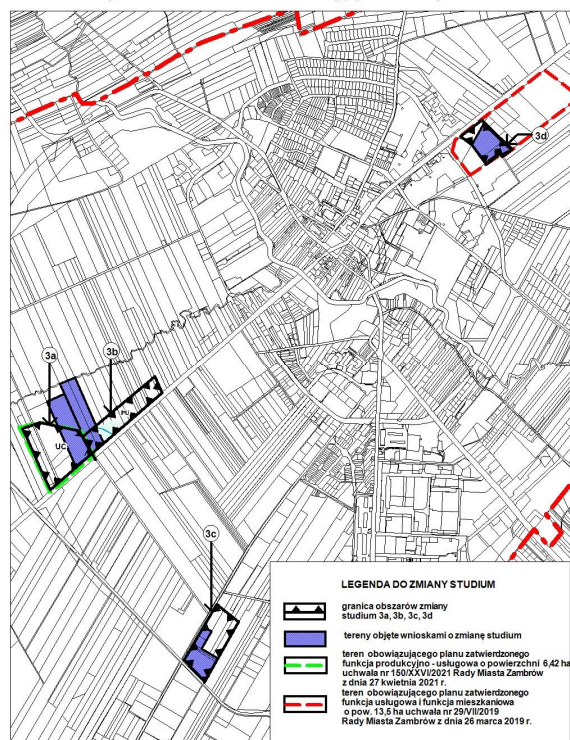 3d
3a
3b
PU
UC
3c
LEGENDA DO ZMIANY STUDIUM
granica obszarów zmiany
studium 3a, 3b, 3c, 3d
tereny objęte wnioskami o zmianę studium
teren obowiązującego planu zatwierdzonego
funkcja produkcyjno - usługowa o powierzchni 6,42 ha
uchwała nr 150/XXVI/2021 Rady Miasta Zambrów
z dnia 27 kwietnia 2021 r.
teren obowiązującego planu zatwierdzonego
funkcja usługowa i funkcja mieszkaniowa
o pow. 13,5 ha uchwała nr 29/VII/2019
Rady Miasta Zambrów z dnia 26 marca 2019 r.